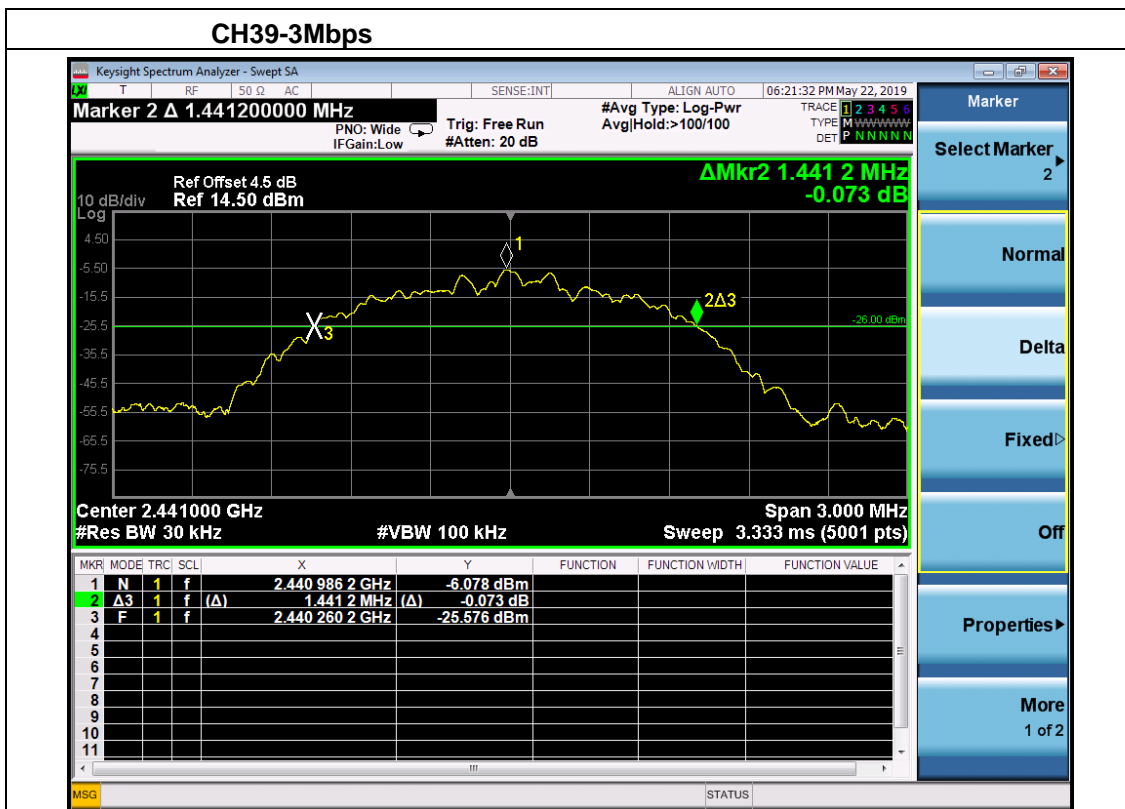 CH39-3Mbps
Keysight Spectrum Analyzer - Swept SA
LXI T RF 50 Ω AC SENSE:INT ALIGN AUTO 06:21:32 PM May 22, 2019
Marker 2 Δ 1.441200000 MHz
PNO: Wide
IFGain:Low
Trig: Free Run
#Atten: 20 dB
#Avg Type: Log-Pwr
Avg|Hold:>100/100
TRACE 1 2 3 4 5 6
TYPE M WWWWW
DET P N N N N N
ΔMkr2 1.441 2 MHz
-0.073 dB
Ref Offset 4.5 dB
10 dB/div Ref 14.50 dBm
Log
4.50
-5.50
-15.5
-25.5
-35.5
-45.5
-55.5
-65.5
-75.5
1
2Δ3
3
-26.00 dBm
Center 2.441000 GHz Span 3.000 MHz
#Res BW 30 kHz #VBW 100 kHz Sweep 3.333 ms (5001 pts)
MKR MODE TRC SCL X Y FUNCTION FUNCTION WIDTH FUNCTION VALUE
1 N 1 f 2.440 986 2 GHz -6.078 dBm
2 Δ3 1 f (Δ) 1.441 2 MHz (Δ) -0.073 dB
3 F 1 f 2.440 260 2 GHz -25.576 dBm
4
5
6
7
8
9
10
11
MSG STATUS
Marker
Select Marker
2
Normal
Delta
Fixed
Off
Properties
More
1 of 2